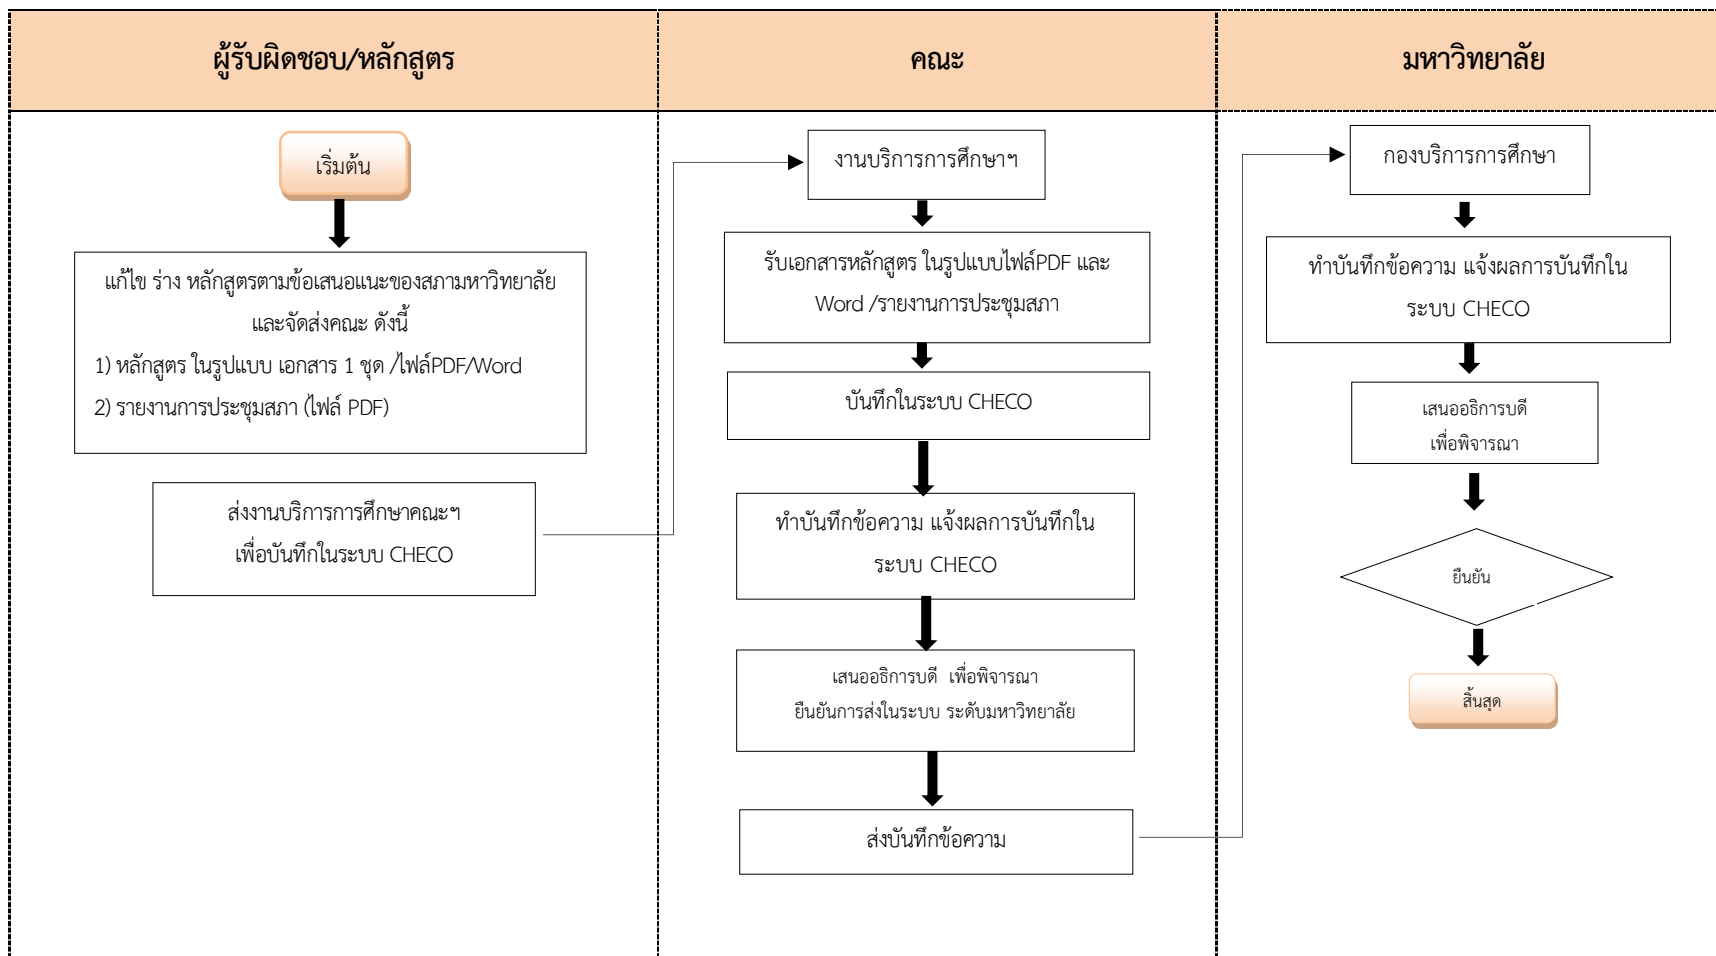 ผู้รับผิดชอบ/หลักสูตร
คณะ
มหาวิทยาลัย
เริ่มต้น
แก้ไข ร่าง หลักสูตรตามข้อเสนอแนะของสภามหาวิทยาลัย
และจัดส่งคณะ ดังนี้
1) หลักสูตร ในรูปแบบ เอกสาร 1 ชุด /ไฟล์PDF/Word
2) รายงานการประชุมสภา (ไฟล์ PDF)
ส่งงานบริการการศึกษาคณะฯ
เพื่อบันทึกในระบบ CHECO
งานบริการการศึกษาฯ
รับเอกสารหลักสูตร ในรูปแบบไฟล์PDF และ
Word /รายงานการประชุมสภา
บันทึกในระบบ CHECO
ทำบันทึกข้อความ แจ้งผลการบันทึกใน
ระบบ CHECO
เสนออธิการบดี เพื่อพิจารณา
ยืนยันการส่งในระบบ ระดับมหาวิทยาลัย
ส่งบันทึกข้อความ
กองบริการการศึกษา
ทำบันทึกข้อความ แจ้งผลการบันทึกใน
ระบบ CHECO
เสนออธิการบดี
เพื่อพิจารณา
ยืนยัน
สิ้นสุด